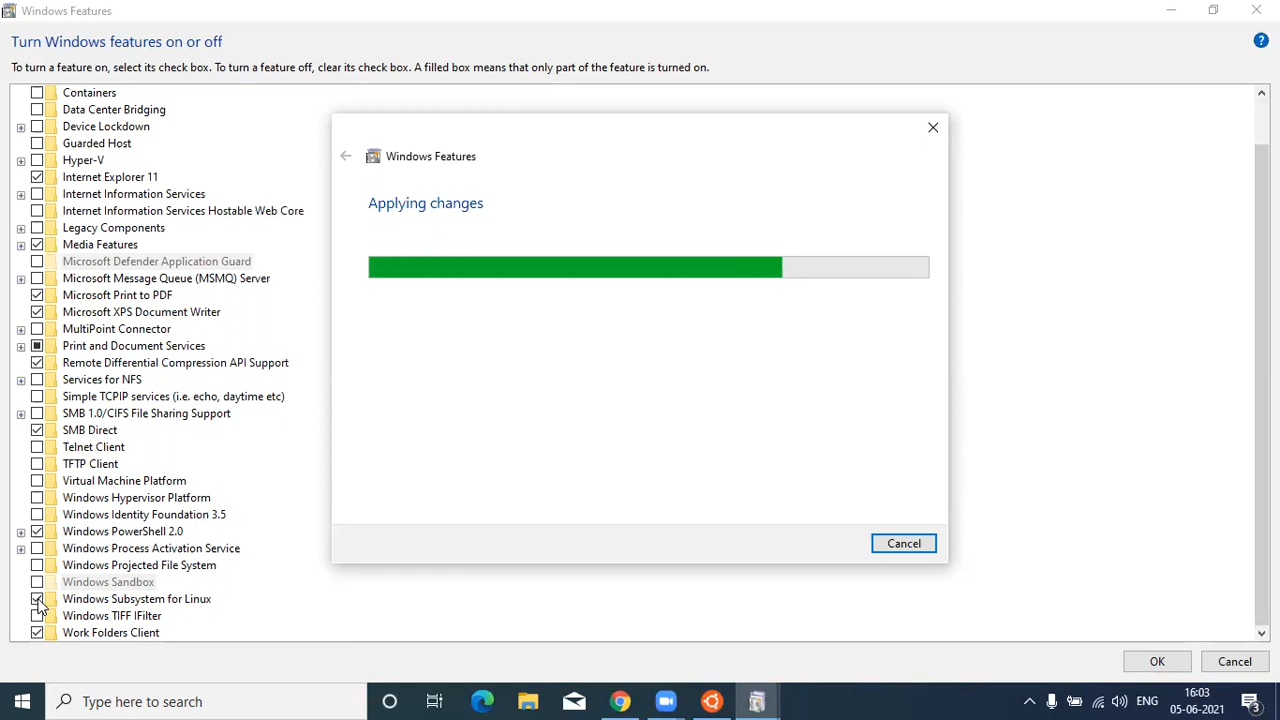 Windows Features
Turn Windows features on or off
?
To turn a feature on, select its check box. To turn a feature off, clear its check box. A filled box means that only part of the feature is turned on.
Containers
Data Center Bridging
Device Lockdown
Guarded Host
Hyper-V
Internet Explorer 11
Internet Information Services
Internet Information Services Hostable Web Core
Legacy Components
Media Features
Microsoft Defender Application Guard
Microsoft Message Queue (MSMQ) Server
Microsoft Print to PDF
Microsoft XPS Document Writer
MultiPoint Connector
Print and Document Services
Remote Differential Compression API Support
Services for NFS
Simple TCPIP services (i.e. echo, daytime etc)
SMB 1.0/CIFS File Sharing Support
SMB Direct
Telnet Client
TFTP Client
Virtual Machine Platform
Windows Hypervisor Platform
Windows Identity Foundation 3.5
Windows PowerShell 2.0
Windows Process Activation Service
Windows Projected File System
Windows Sandbox
Windows Subsystem for Linux
Windows TIFF IFilter
Work Folders Client
Windows Features
Applying changes
Cancel
OK
Cancel
Type here to search
ENG
16:03
05-06-2021
3